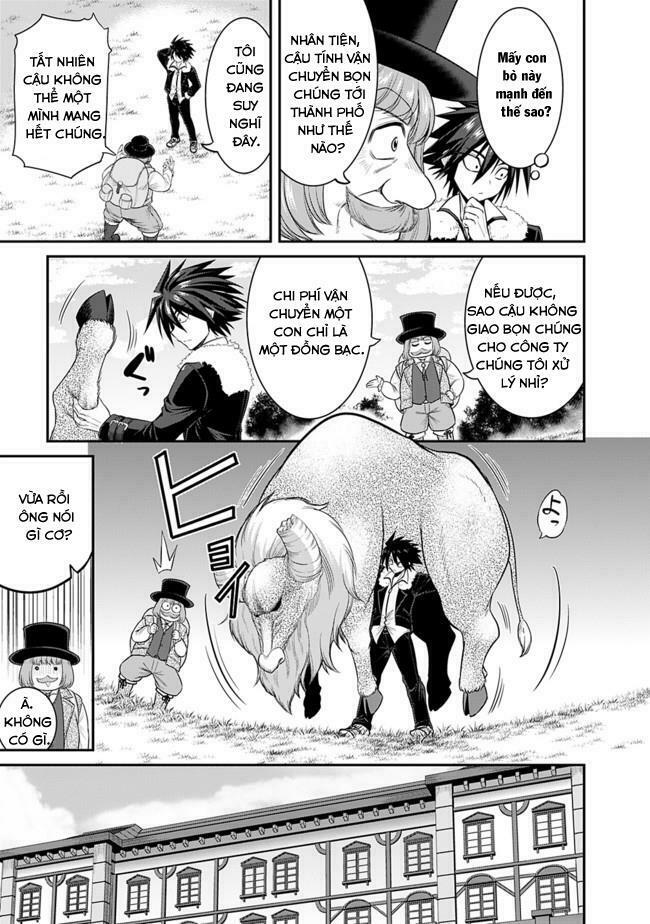 Mấy con
bò này
mạnh đến
thế sao?
NHÂN TIỆN,
CẬU TÍNH VẬN
CHUYỂN BỌN
CHÚNG TỚI
THÀNH PHỐ
NHƯ THẾ
NÀO?
TÔI
CŨNG
ĐANG
SUY
NGHĨ
ĐÂY.
TẤT NHIÊN
CẬU KHÔNG
THỂ MỘT
MÌNH MANG
HẾT CHÚNG.
NẾU ĐƯỢC,
SAO CẬU KHÔNG
GIAO BỌN CHÚNG
CHO CÔNG TY
CHÚNG TÔI XỬ
LÝ NHỈ?
CHI PHÍ VẬN
CHUYỂN MỘT
CON CHỈ LÀ
MỘT ĐỒNG BẠC.
ぐっ
よっ
ヒョイ
VỪA RỒI
ÔNG NÓI
GÌ CƠ?
À.
KHÔNG
CÓ GÌ.